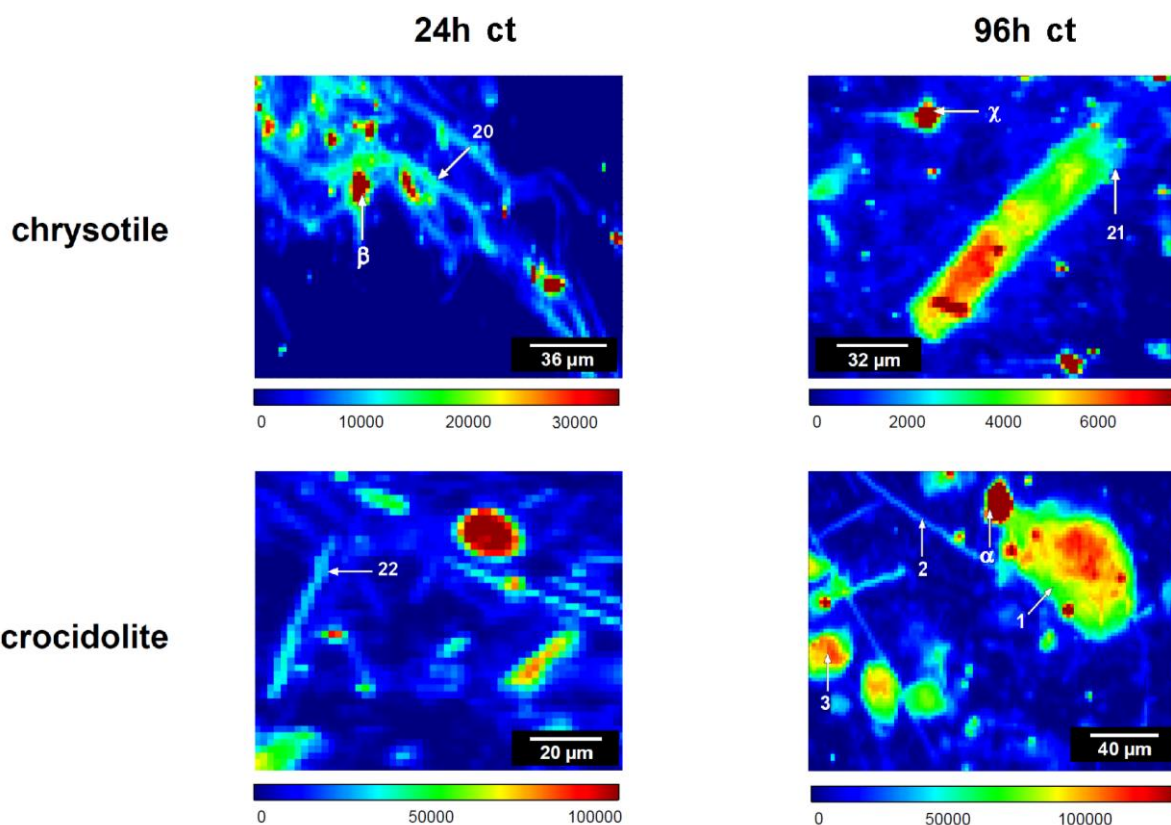 24h ct
96h ct
chrysotile
20
β
36 µm
0 10000 20000 30000
χ
21
32 µm
0 2000 4000 6000
crocidolite
22
20 µm
0 50000 100000
2
α
1
3
40 µm
0 50000 100000